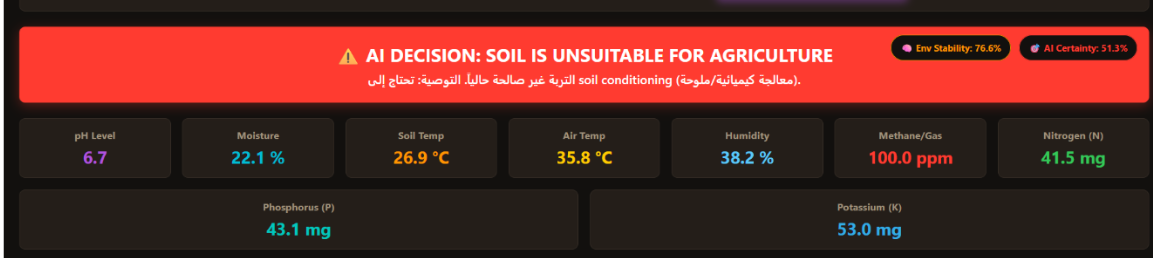 ⚠️ AI DECISION: SOIL IS UNSUITABLE FOR AGRICULTURE
🧠 Env Stability: 76.6%
🎯 AI Certainty: 51.3%
التربة غير صالحة حالياً. التوصية: تحتاج إلى soil conditioning (معالجة كيميائية/ملوحة).
pH Level
6.7
Moisture
22.1 %
Soil Temp
26.9 °C
Air Temp
35.8 °C
Humidity
38.2 %
Methane/Gas
100.0 ppm
Nitrogen (N)
41.5 mg
Phosphorus (P)
43.1 mg
Potassium (K)
53.0 mg